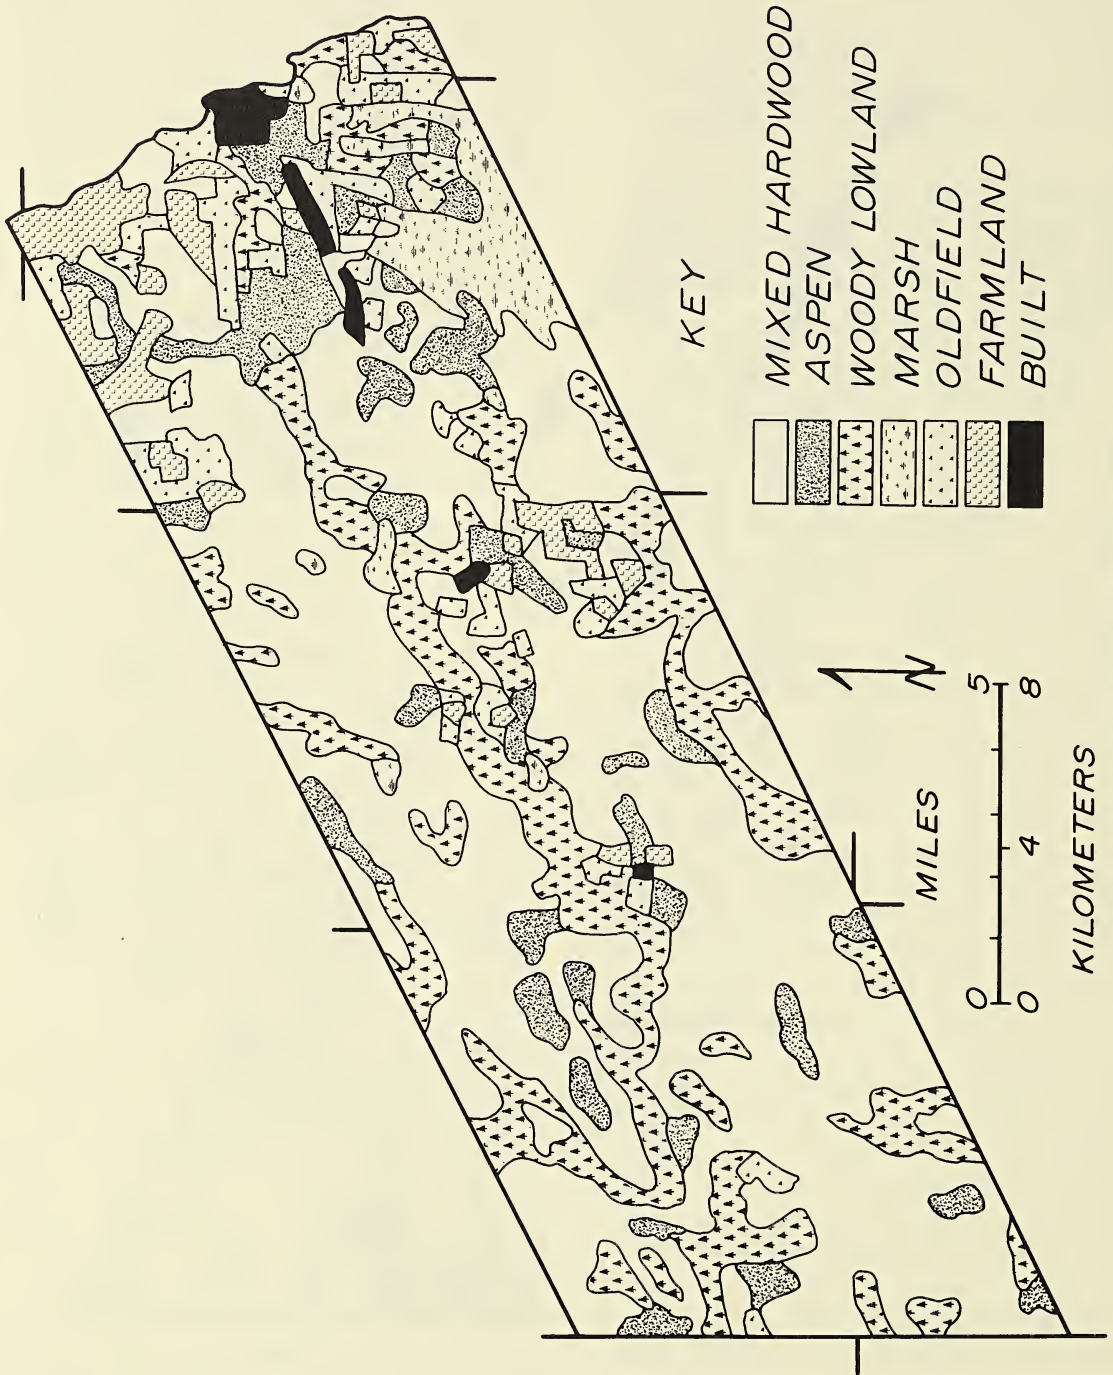 KEY
MIXED HARDWOOD
ASPEN
WOODY LOWLAND
MARSH
OLDFIELD
FARMLAND
BUILT
N
MILES
0 5
0 4 8
KILOMETERS